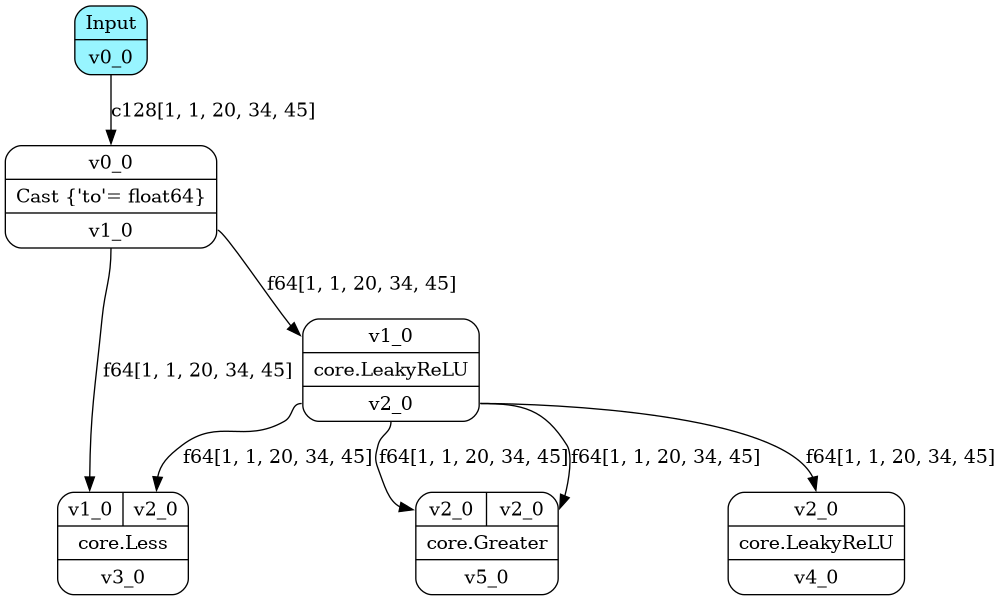 Input
v0_0
c128[1, 1, 20, 34, 45]
v0_0
Cast {'to'= float64}
v1_0
f64[1, 1, 20, 34, 45]
v1_0
f64[1, 1, 20, 34, 45]
core.LeakyReLU
v2_0
f64[1, 1, 20, 34, 45] f64[1, 1, 20, 34, 45] f64[1, 1, 20, 34, 45] f64[1, 1, 20, 34, 45]
v1_0 v2_0 v2_0 v2_0 v2_0
core.Less core.Greater core.LeakyReLU
v3_0 v5_0 v4_0